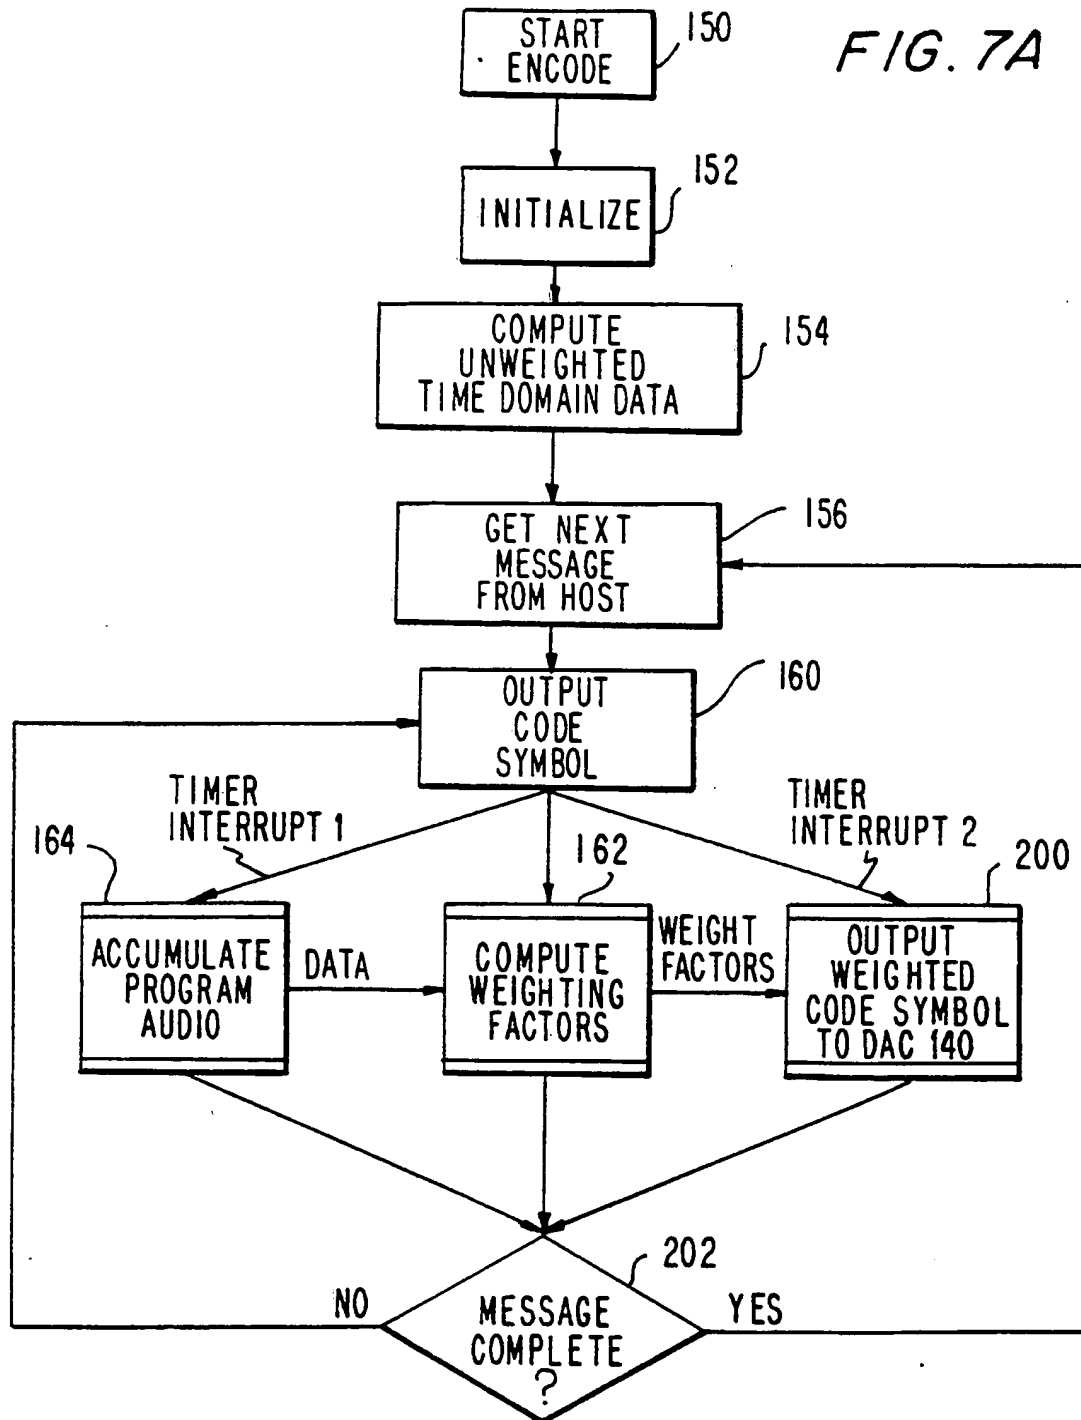 START
ENCODE
150
FIG. 7A
INITIALIZE
152
COMPUTE
UNWEIGHTED
TIME DOMAIN DATA
154
GET NEXT
MESSAGE
FROM HOST
156
OUTPUT
CODE
SYMBOL
160
TIMER
INTERRUPT 1
TIMER
INTERRUPT 2
164
162
200
ACCUMULATE
PROGRAM
AUDIO
DATA
COMPUTE
WEIGHTING
FACTORS
WEIGHT
FACTORS
OUTPUT
WEIGHTED
CODE SYMBOL
TO DAC 140
202
NO
MESSAGE
COMPLETE
?
YES